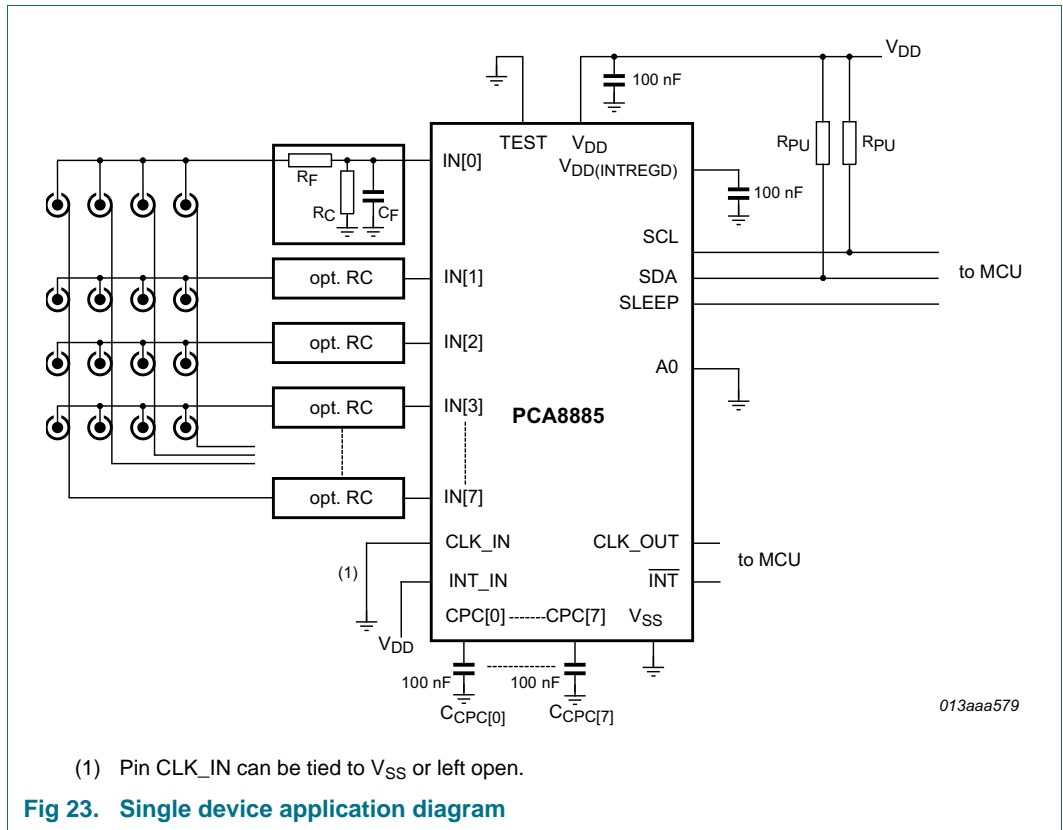 V_DD
100 nF
TEST V_DD
V_DD(INTREGD)
R_PU R_PU
IN[0]
R_F
R_C C_F
100 nF
SCL
opt. RC IN[1]
SDA to MCU
SLEEP
opt. RC IN[2]
A0
opt. RC IN[3]
PCA8885
opt. RC IN[7]
CLK_IN CLK_OUT
(1) to MCU
INT_IN INT
CPC[0] -------CPC[7] V_SS
V_DD
100 nF 100 nF
C_CPC[0] C_CPC[7]
013aaa579
(1) Pin CLK_IN can be tied to V_SS or left open.
Fig 23. Single device application diagram